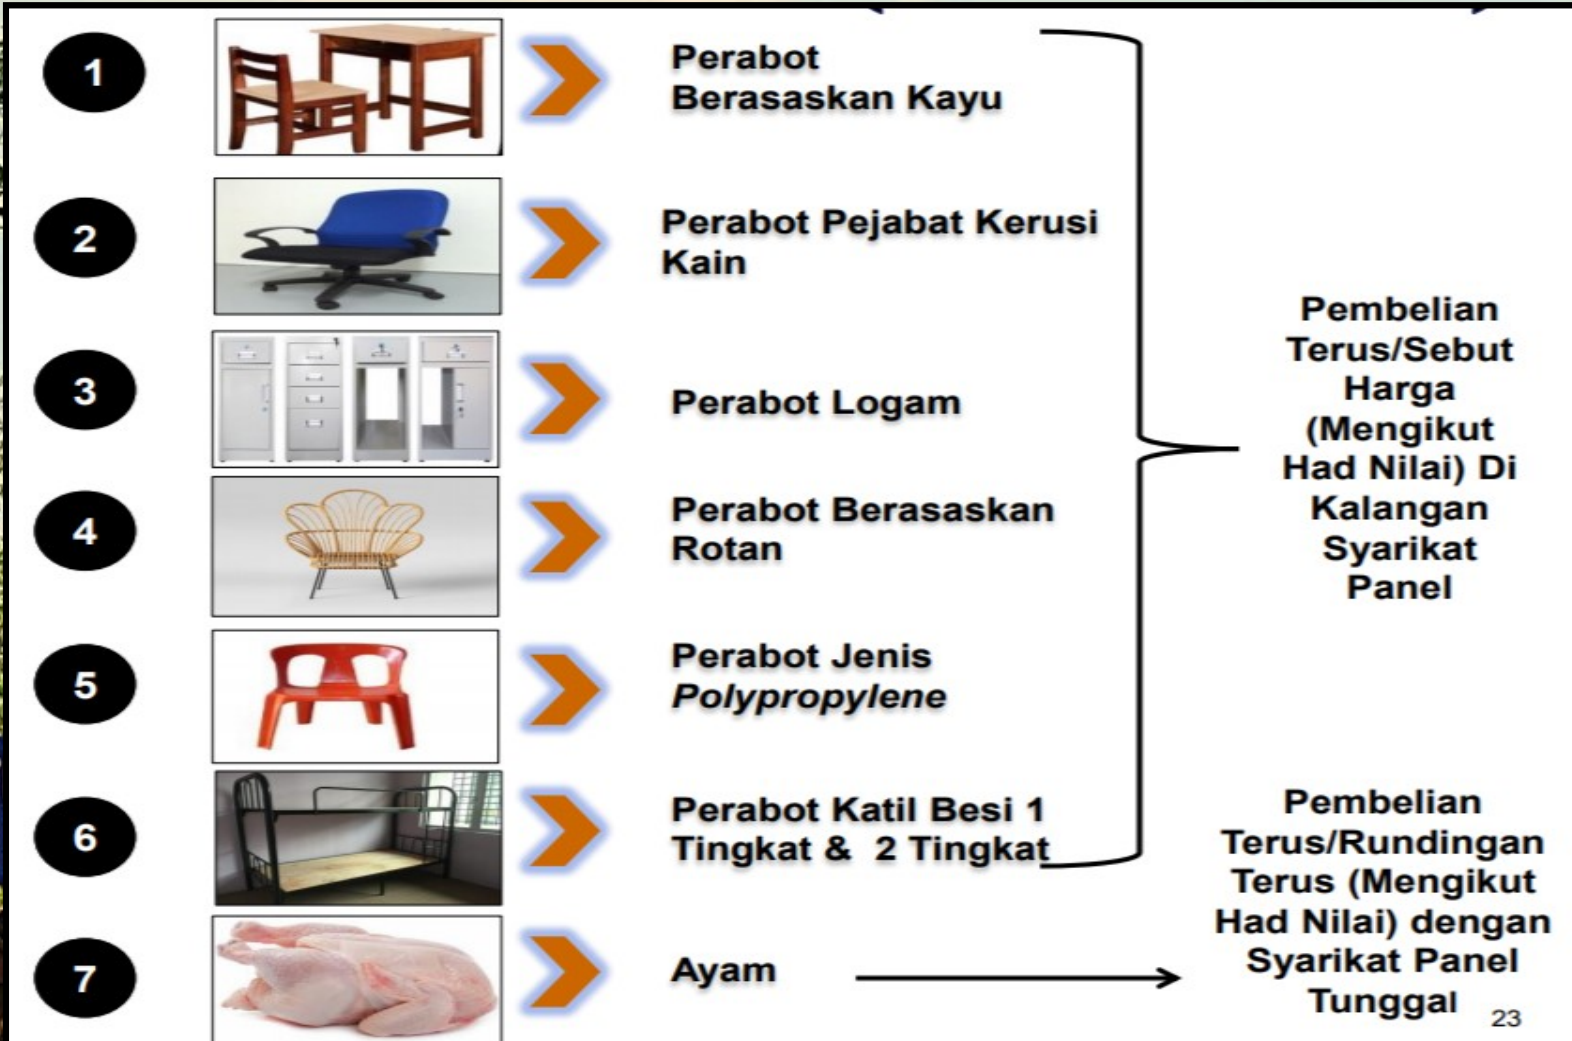 1
Perabot
Berasaskan Kayu
2
Perabot Pejabat Kerusi
Kain
3
Perabot Logam
4
Perabot Berasaskan
Rotan
5
Perabot Jenis
Polypropylene
6
Perabot Katil Besi 1
Tingkat & 2 Tingkat
7
Ayam
Pembelian
Terus/Sebut
Harga
(Mengikut
Had Nilai) Di
Kalangan
Syarikat
Panel
Pembelian
Terus/Rundingan
Terus (Mengikut
Had Nilai) dengan
Syarikat Panel
Tunggal
23